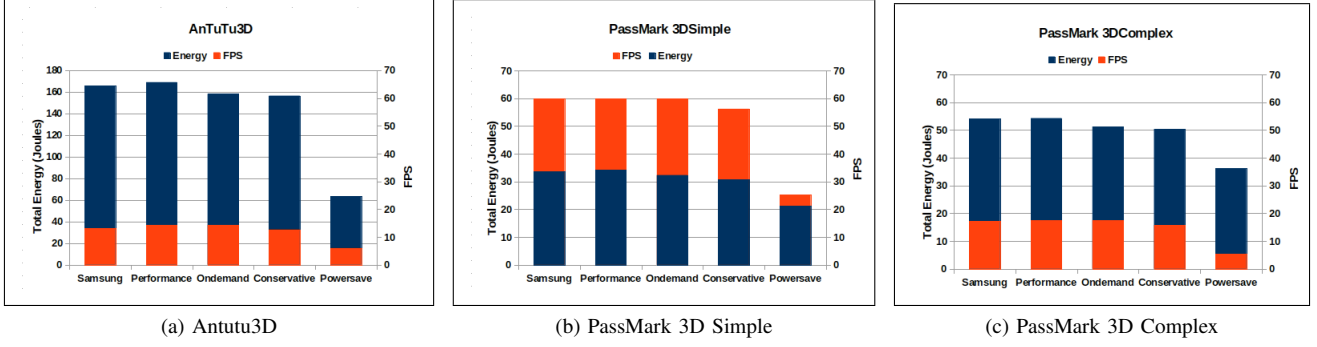 AnTuTu3D
Energy FPS
180
160
140
120
100
80
60
40
20
0
Total Energy (Joules)
70
60
50
40
30
20
10
0
FPS
Samsung Performance Ondemand Conservative Powersave
(a) Antutu3D
PassMark 3DSimple
FPS Energy
70
60
50
40
30
20
10
0
Total Energy (Joules)
70
60
50
40
30
20
10
0
FPS
Samsung Performance Ondemand Conservative Powersave
(b) PassMark 3D Simple
PassMark 3DComplex
Energy FPS
70
60
50
40
30
20
10
0
Total Energy (Joules)
70
60
50
40
30
20
10
0
FPS
Samsung Performance Ondemand Conservative Powersave
(c) PassMark 3D Complex